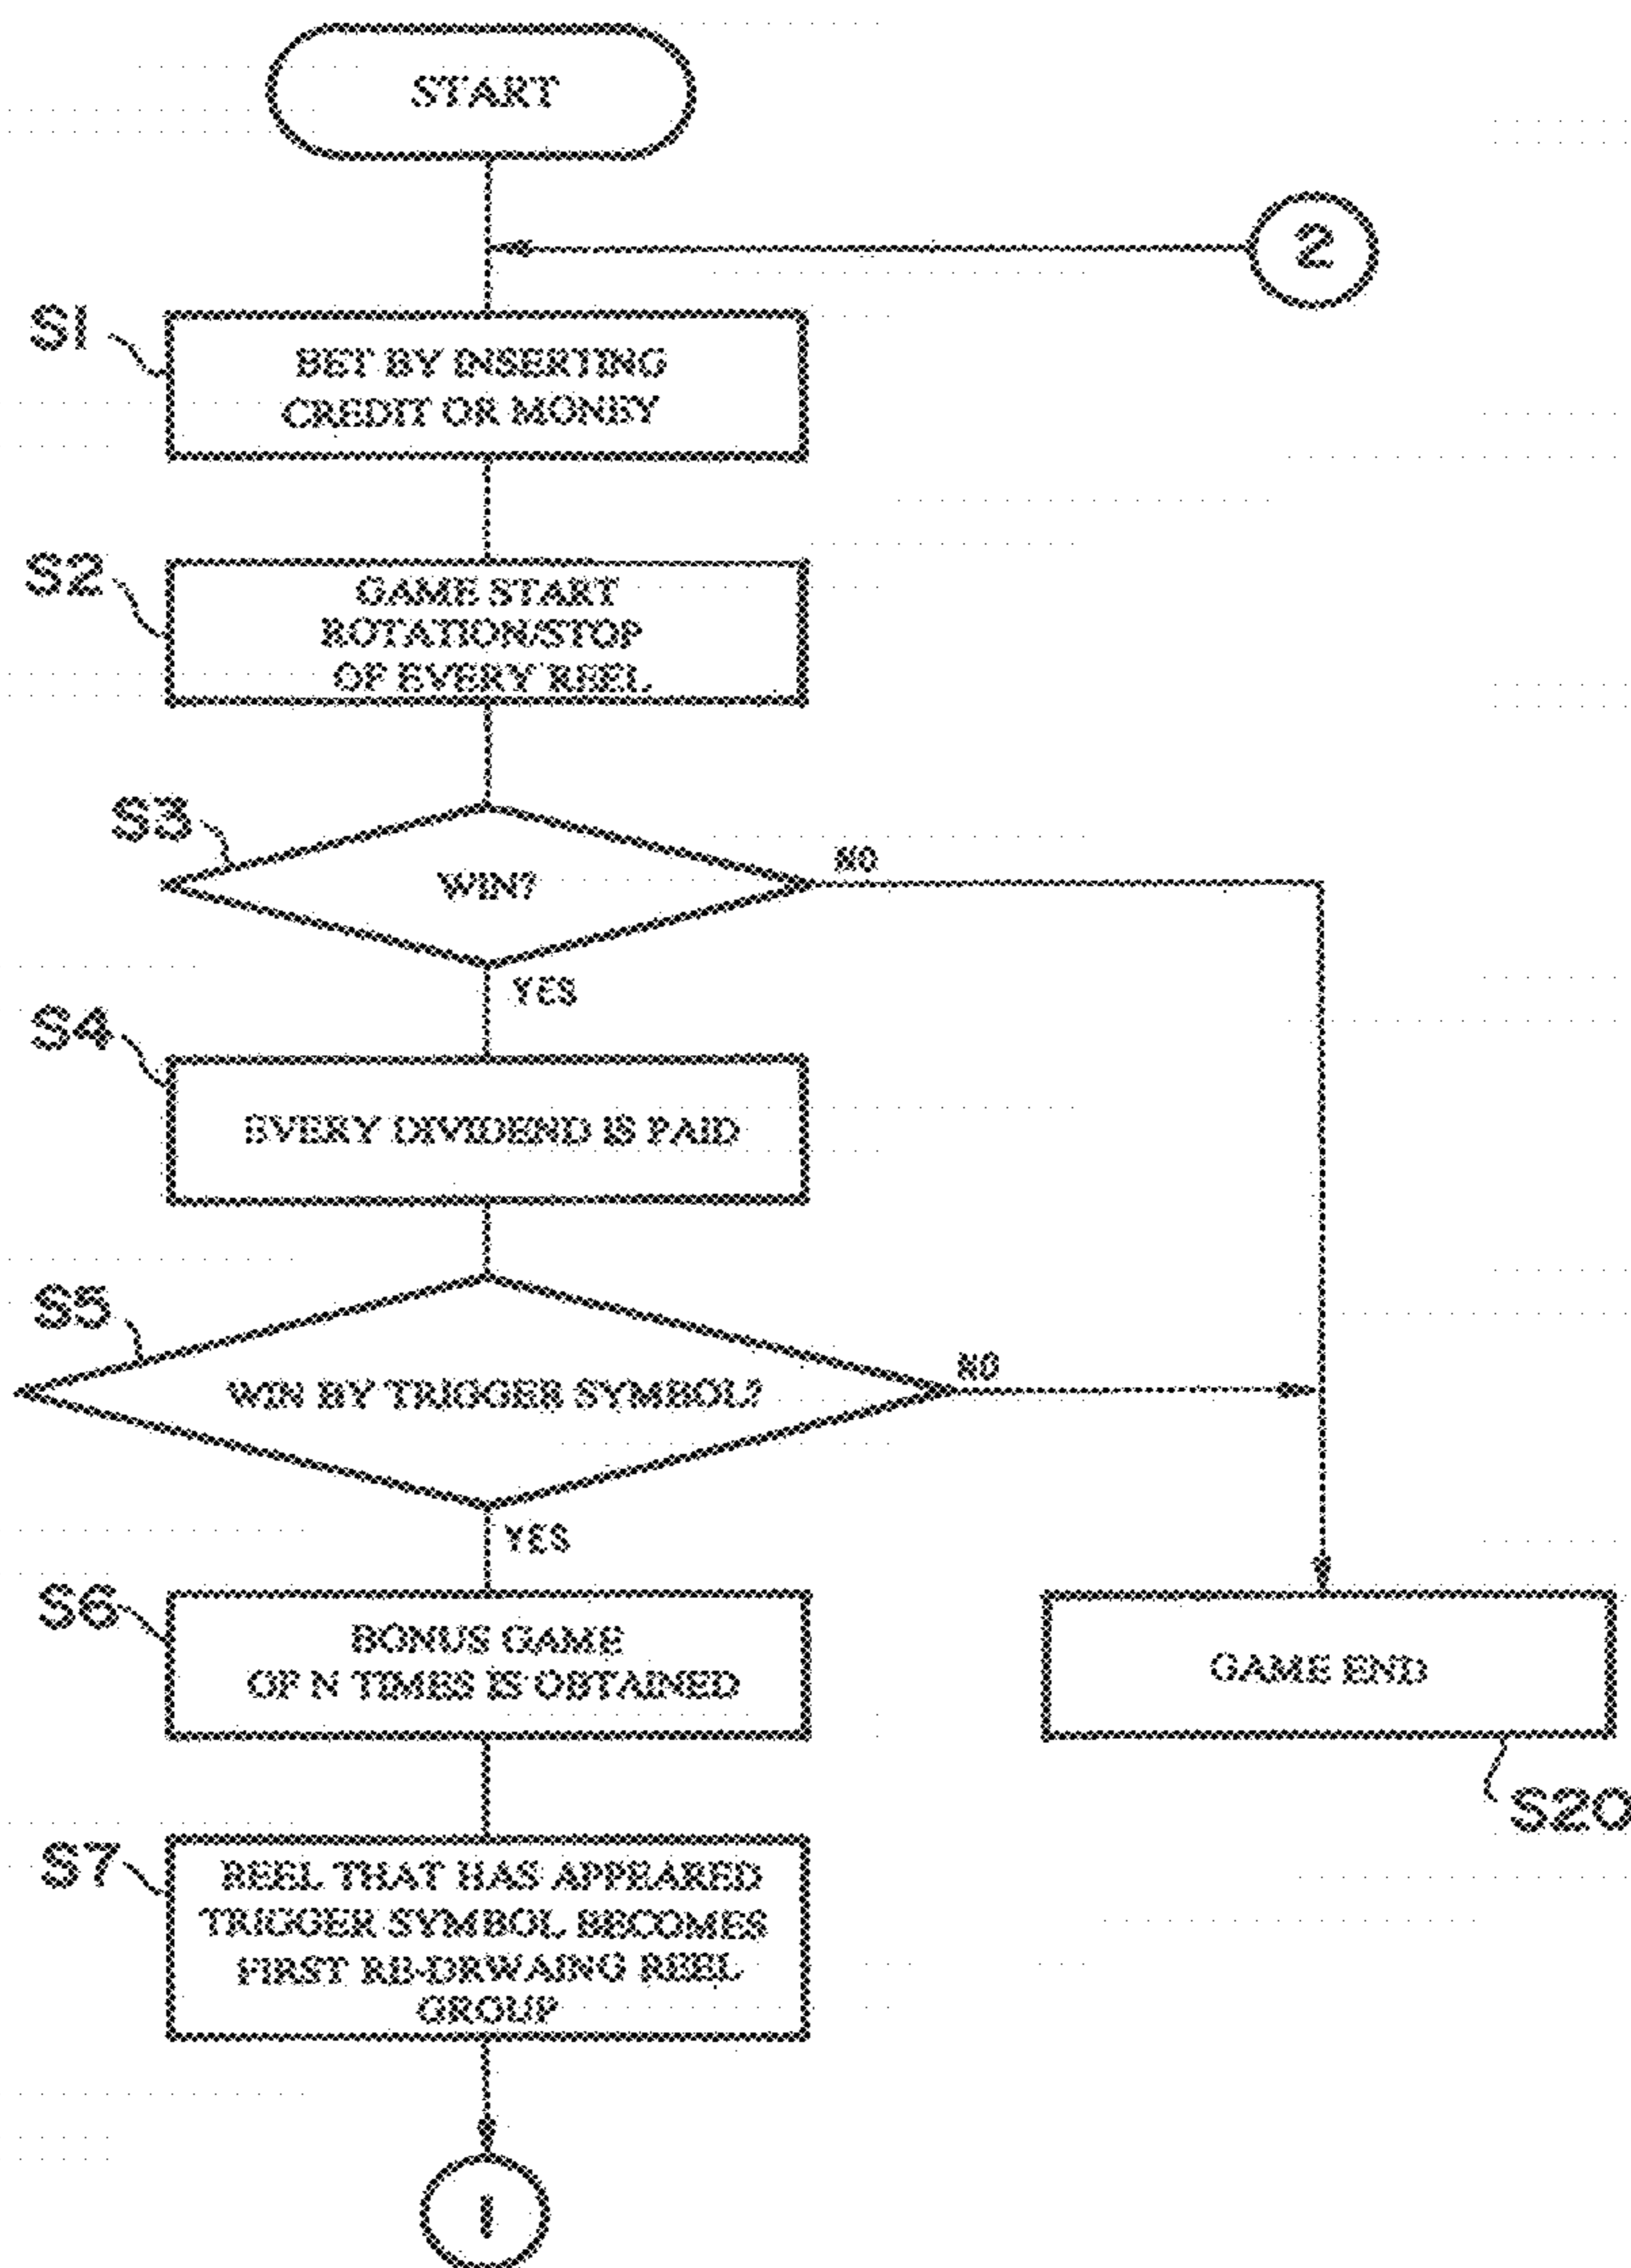 START
2
S1
BET BY INSERTING
CREDIT OR MONEY
S2
GAME START
ROTATION/STOP
OF EVERY REEL
S3
WIN?
NO
YES
S4
EVERY DIVIDEND IS PAID
S5
WIN BY TRIGGER SYMBOL?
NO
YES
S6
BONUS GAME
OF N TIMES IS OBTAINED
GAME END
S20
S7
REEL THAT HAS APPEARED
TRIGGER SYMBOL BECOMES
FIRST RE-DRWAING REEL
GROUP
1